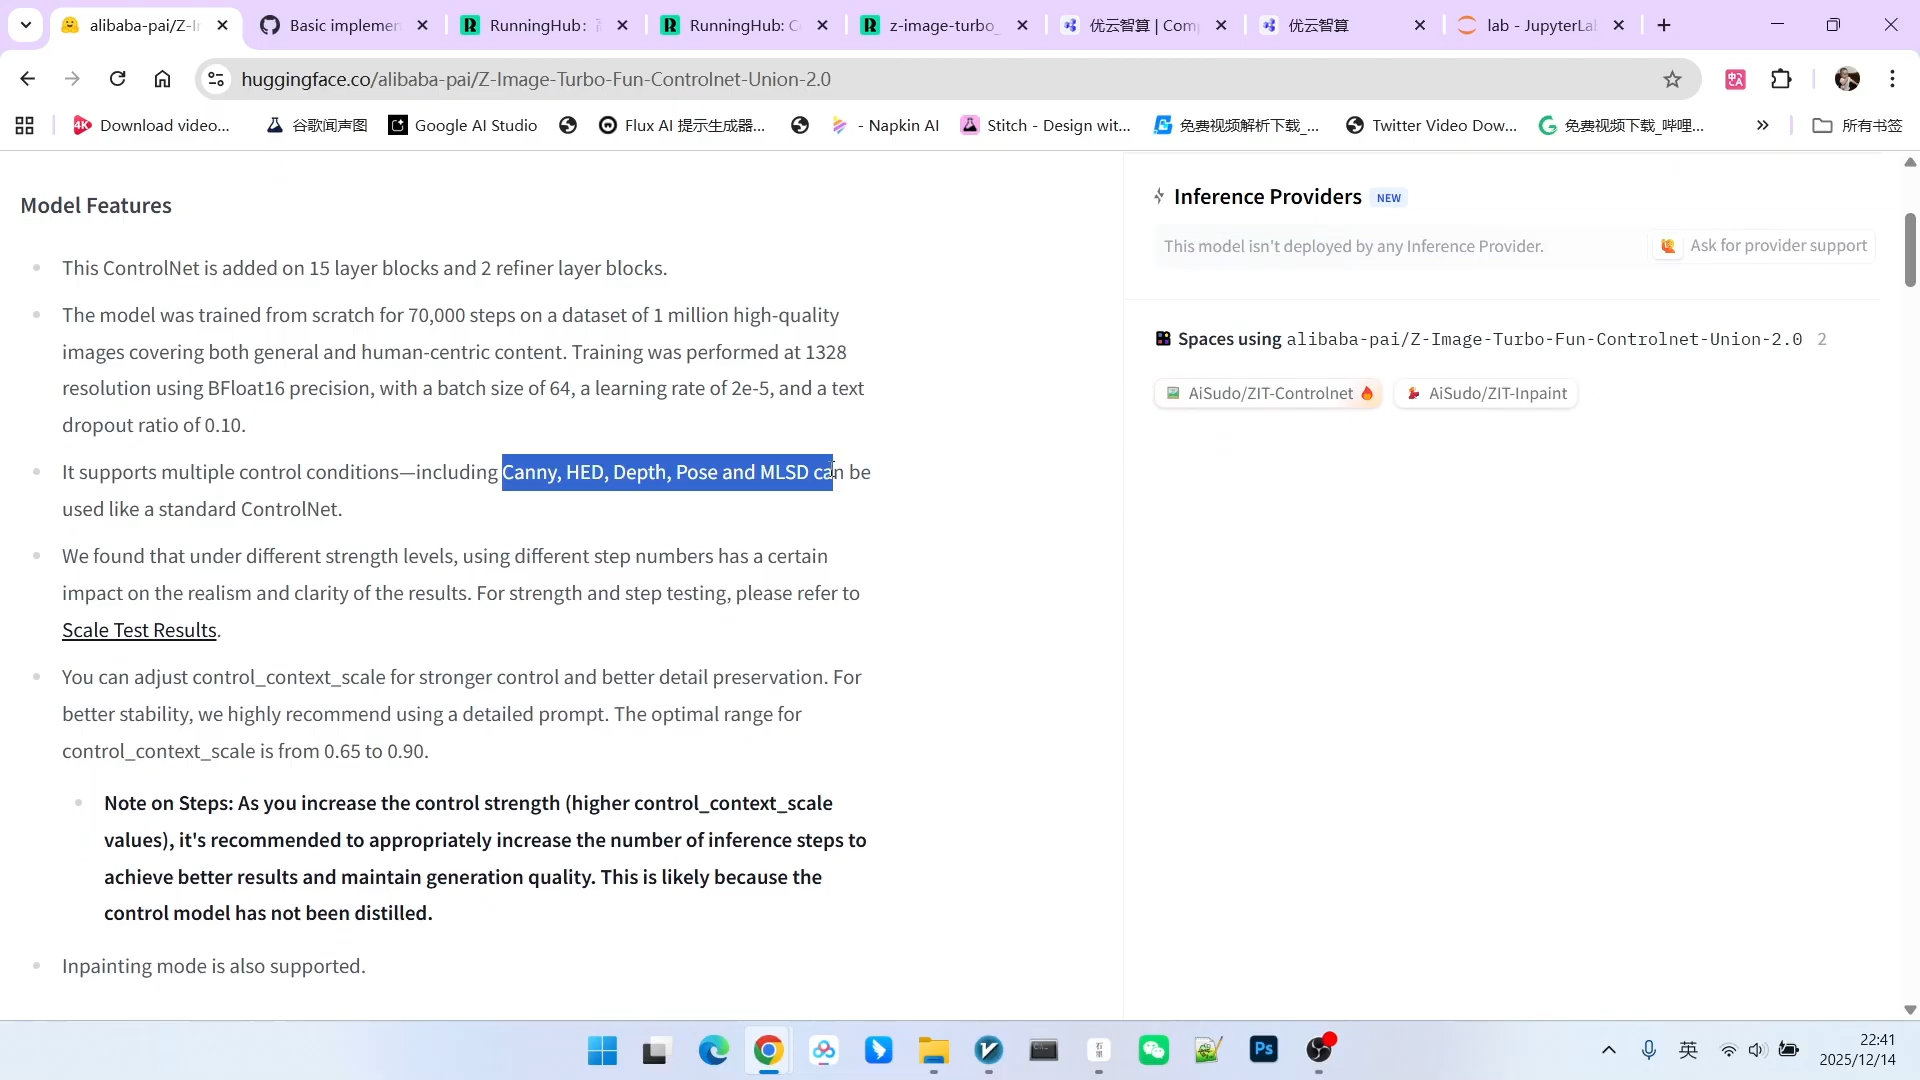 alibaba-pai/Z-I
Basic implemen
RunningHub：
RunningHub: C
z-image-turbo_
优云智算 | Comp
优云智算
lab - JupyterLa
huggingface.co/alibaba-pai/Z-Image-Turbo-Fun-Controlnet-Union-2.0
Download video...
谷歌闻声图
Google AI Studio
Flux AI 提示生成器...
- Napkin AI
Stitch - Design wit...
免费视频解析下载_...
Twitter Video Dow...
免费视频下载_哔哩...
所有书签
Model Features
This ControlNet is added on 15 layer blocks and 2 refiner layer blocks.
The model was trained from scratch for 70,000 steps on a dataset of 1 million high-quality
images covering both general and human-centric content. Training was performed at 1328
resolution using BFloat16 precision, with a batch size of 64, a learning rate of 2e-5, and a text
dropout ratio of 0.10.
It supports multiple control conditions—including Canny, HED, Depth, Pose and MLSD can be
used like a standard ControlNet.
We found that under different strength levels, using different step numbers has a certain
impact on the realism and clarity of the results. For strength and step testing, please refer to
Scale Test Results.
You can adjust control_context_scale for stronger control and better detail preservation. For
better stability, we highly recommend using a detailed prompt. The optimal range for
control_context_scale is from 0.65 to 0.90.
Note on Steps: As you increase the control strength (higher control_context_scale
values), it's recommended to appropriately increase the number of inference steps to
achieve better results and maintain generation quality. This is likely because the
control model has not been distilled.
Inpainting mode is also supported.
Inference Providers NEW
This model isn't deployed by any Inference Provider.
Ask for provider support
Spaces using alibaba-pai/Z-Image-Turbo-Fun-Controlnet-Union-2.0 2
AiSudo/ZIT-Controlnet
AiSudo/ZIT-Inpaint
Ps
英
22:41
2025/12/14